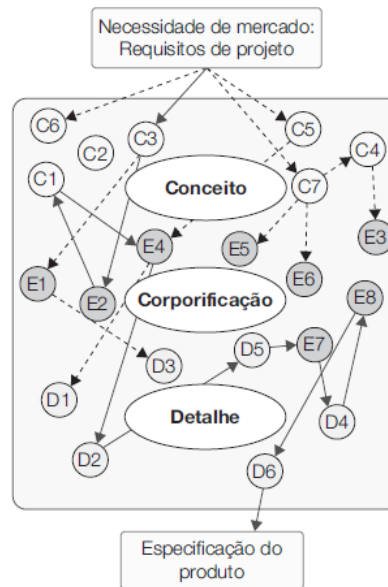 Necessidade de mercado:
Requisitos de projeto
C6
C3
C5
C2
C4
C1
Conceito
C7
E4
E5
E3
E1
E2
E6
Corporificação
E8
D3
D5
E7
D1
Detalhe
D4
D2
D6
Especificação do
produto